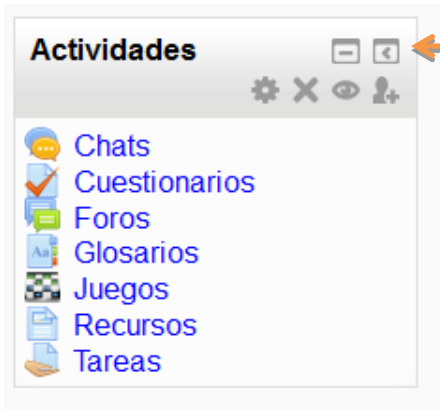 Actividades
Chats
Cuestionarios
Foros
Glosarios
Juegos
Recursos
Tareas